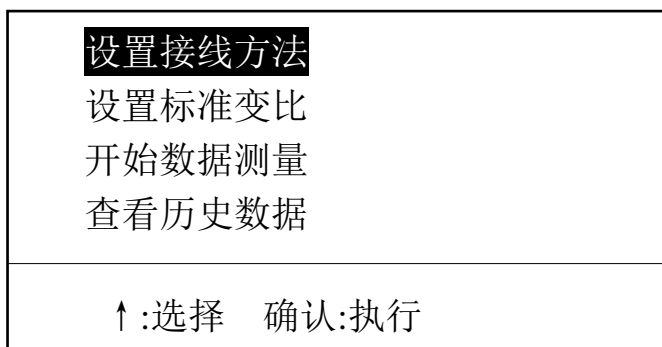 设置接线方法
设置标准变比
开始数据测量
查看历史数据
↑:选择 确认:执行